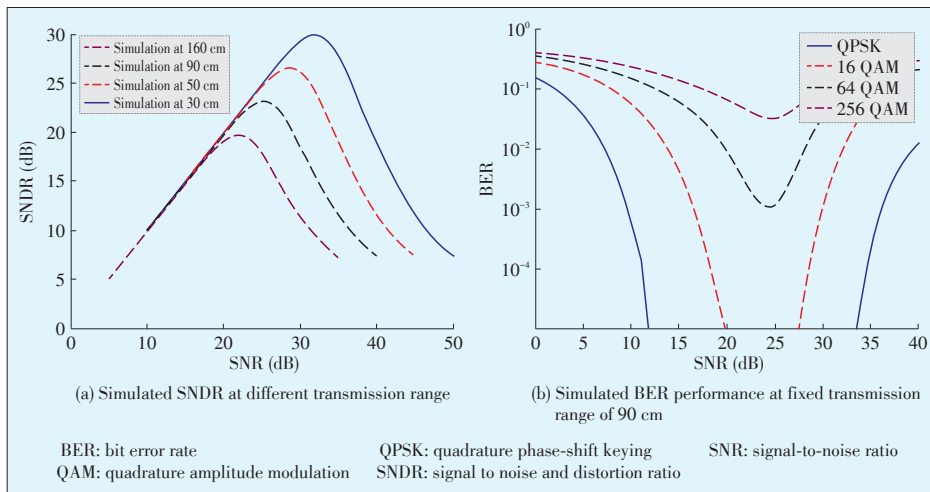 30
25
20
15
10
5
0
SNDR (dB)
Simulation at 160 cm
Simulation at 90 cm
Simulation at 50 cm
Simulation at 30 cm
0 10 20 30 40 50
SNR (dB)
(a) Simulated SNDR at different transmission range
10⁰
10⁻¹
10⁻²
10⁻³
10⁻⁴
BER
QPSK
16 QAM
64 QAM
256 QAM
0 5 10 15 20 25 30 35 40
SNR (dB)
(b) Simulated BER performance at fixed transmission
range of 90 cm
BER: bit error rate QPSK: quadrature phase-shift keying SNR: signal-to-noise ratio
QAM: quadrature amplitude modulation SNDR: signal to noise and distortion ratio